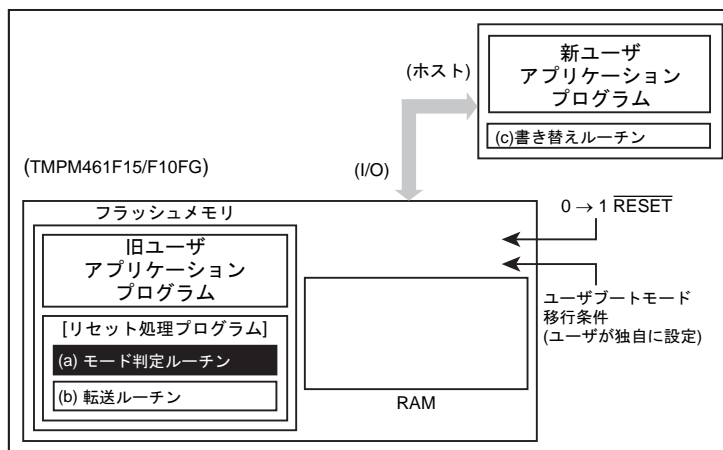 新ユーザ
アプリケーション
プログラム
(c)書き替えルーチン
(ホスト)
(I/O)
(TMPM461F15/F10FG)
フラッシュメモリ
旧ユーザ
アプリケーション
プログラム
[リセット処理プログラム]
(a) モード判定ルーチン
(b) 転送ルーチン
RAM
0 → 1 RESET
ユーザブートモード
移行条件
(ユーザが独自に設定)